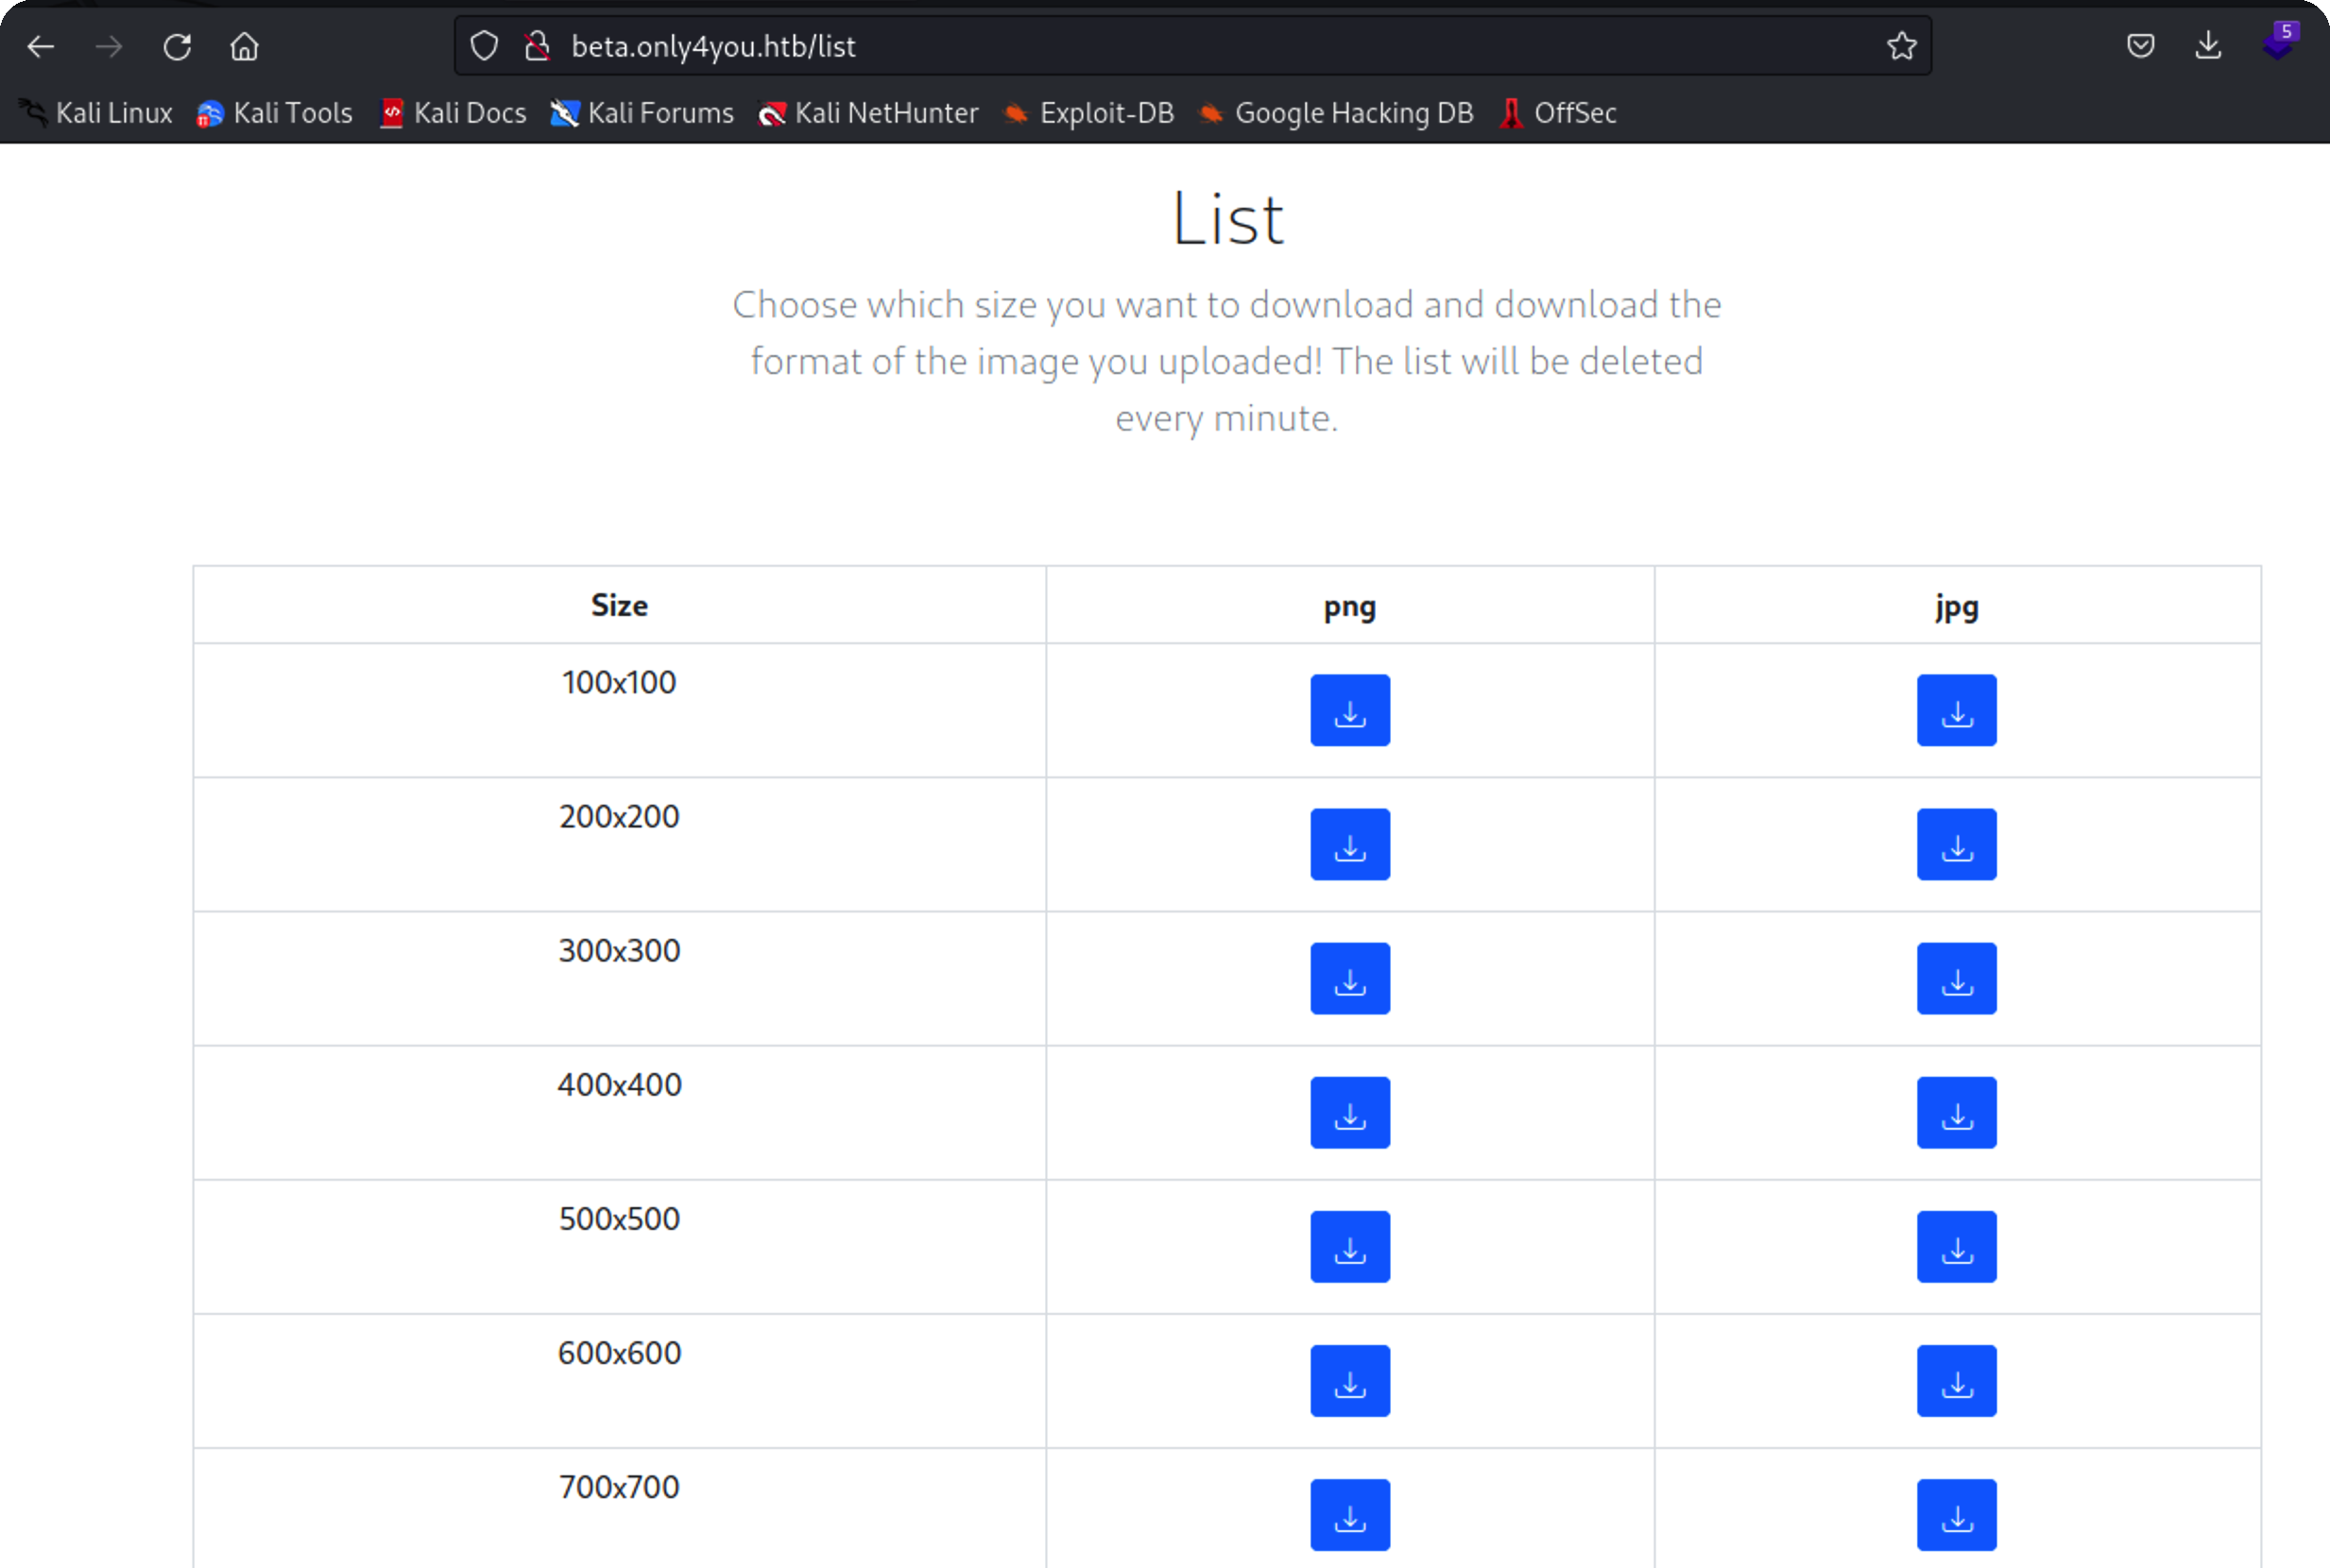 beta.only4you.htb/list
5
Kali Linux Kali Tools Kali Docs Kali Forums Kali NetHunter Exploit-DB Google Hacking DB OffSec
List
Choose which size you want to download and download the
format of the image you uploaded! The list will be deleted
every minute.
Size png jpg
100x100
200x200
300x300
400x400
500x500
600x600
700x700